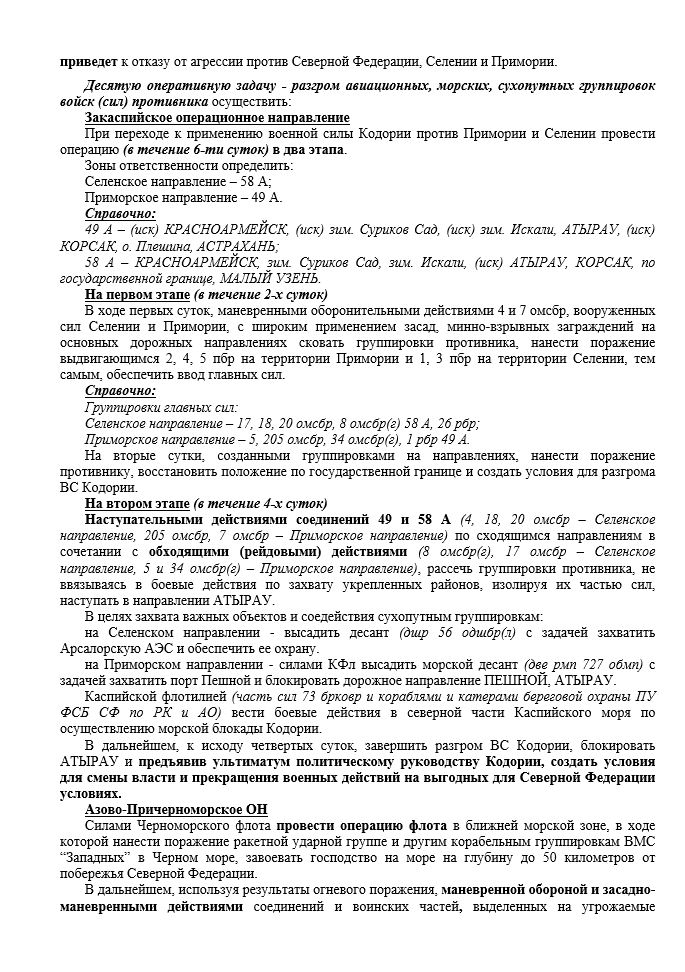 приведет к отказу от агрессии против Северной Федерации, Селении и Примории.
Десятую оперативную задачу - разгром авиационных, морских, сухопутных группировок
войск (сил) противника осуществить:
Закаспийское операционное направление
При переходе к применению военной силы Кодории против Примории и Селении провести
операцию (в течение 6-ти суток) в два этапа.
Зоны ответственности определить:
Селенское направление – 58 А;
Приморское направление – 49 А.
Справочно:
49 А – (иск) КРАСНОАРМЕЙСК, (иск) зим. Суриков Сад, (иск) зим. Искали, АТЫРАУ, (иск)
КОРСАК, о. Плешина, АСТРАХАНЬ;
58 А – КРАСНОАРМЕЙСК, зим. Суриков Сад, зим. Искали, (иск) АТЫРАУ, КОРСАК, по
государственной границе, МАЛЫЙ УЗЕНЬ.
На первом этапе (в течение 2-х суток)
В ходе первых суток, маневренными оборонительными действиями 4 и 7 омсбр, вооруженных
сил Селении и Примории, с широким применением засад, минно-взрывных заграждений на
основных дорожных направлениях сковать группировки противника, нанести поражение
выдвигающимся 2, 4, 5 пбр на территории Примории и 1, 3 пбр на территории Селении, тем
самым, обеспечить ввод главных сил.
Справочно:
Группировки главных сил:
Селенское направление – 17, 18, 20 омсбр, 8 омсбр(г) 58 А, 26 рбр;
Приморское направление – 5, 205 омсбр, 34 омсбр(г), 1 рбр 49 А.
На вторые сутки, созданными группировками на направлениях, нанести поражение
противнику, восстановить положение по государственной границе и создать условия для разгрома
ВС Кодории.
На втором этапе (в течение 4-х суток)
Наступательными действиями соединений 49 и 58 А (4, 18, 20 омсбр – Селенское
направление, 205 омсбр, 7 омсбр – Приморское направление) по сходящимся направлениям в
сочетании с обходящими (рейдовыми) действиями (8 омсбр(г), 17 омсбр – Селенское
направление, 5 и 34 омсбр(г) – Приморское направление), рассечь группировки противника, не
ввязываясь в боевые действия по захвату укрепленных районов, изолируя их частью сил,
наступать в направлении АТЫРАУ.
В целях захвата важных объектов и соедействия сухопутным группировкам:
на Селенском направлении - высадить десант (дшр 56 одшбр(л) с задачей захватить
Арсалорскую АЭС и обеспечить ее охрану.
на Приморском направлении - силами КФл высадить морской десант (две рмп 727 обмп) с
задачей захватить порт Пешной и блокировать дорожное направление ПЕШНОЙ, АТЫРАУ.
Каспийской флотилией (часть сил 73 брковр и кораблями и катерами береговой охраны ПУ
ФСБ СФ по РК и АО) вести боевые действия в северной части Каспийского моря по
осуществлению морской блокады Кодории.
В дальнейшем, к исходу четвертых суток, завершить разгром ВС Кодории, блокировать
АТЫРАУ и предъявив ультиматум политическому руководству Кодории, создать условия
для смены власти и прекращения военных действий на выгодных для Северной Федерации
условиях.
Азово-Причерноморское ОН
Силами Черноморского флота провести операцию флота в ближней морской зоне, в ходе
которой нанести поражение ракетной ударной группе и другим корабельным группировкам ВМС
“Западных” в Черном море, завоевать господство на море на глубину до 50 километров от
побережья Северной Федерации.
В дальнейшем, используя результаты огневого поражения, маневренной обороной и засадно-
маневренными действиями соединений и воинских частей, выделенных на угрожаемые